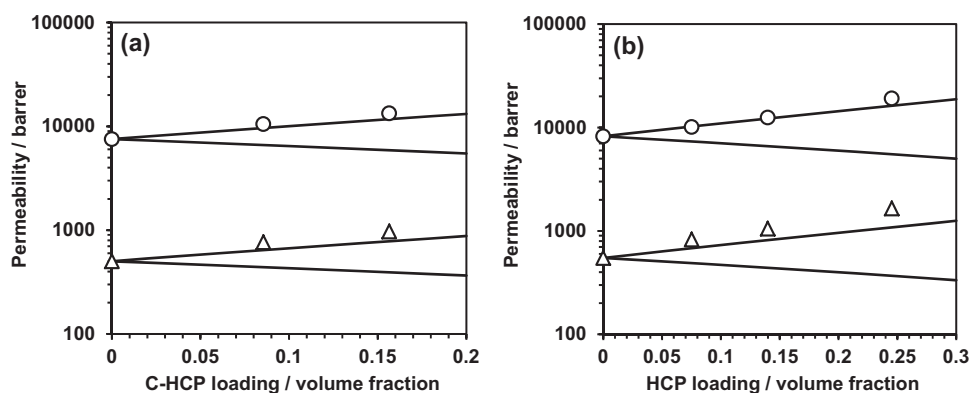 (a)
Permeability / barrer
100000
10000
1000
100
0 0.05 0.1 0.15 0.2
C-HCP loading / volume fraction
(b)
Permeability / barrer
100000
10000
1000
100
0 0.05 0.1 0.15 0.2 0.25 0.3
HCP loading / volume fraction